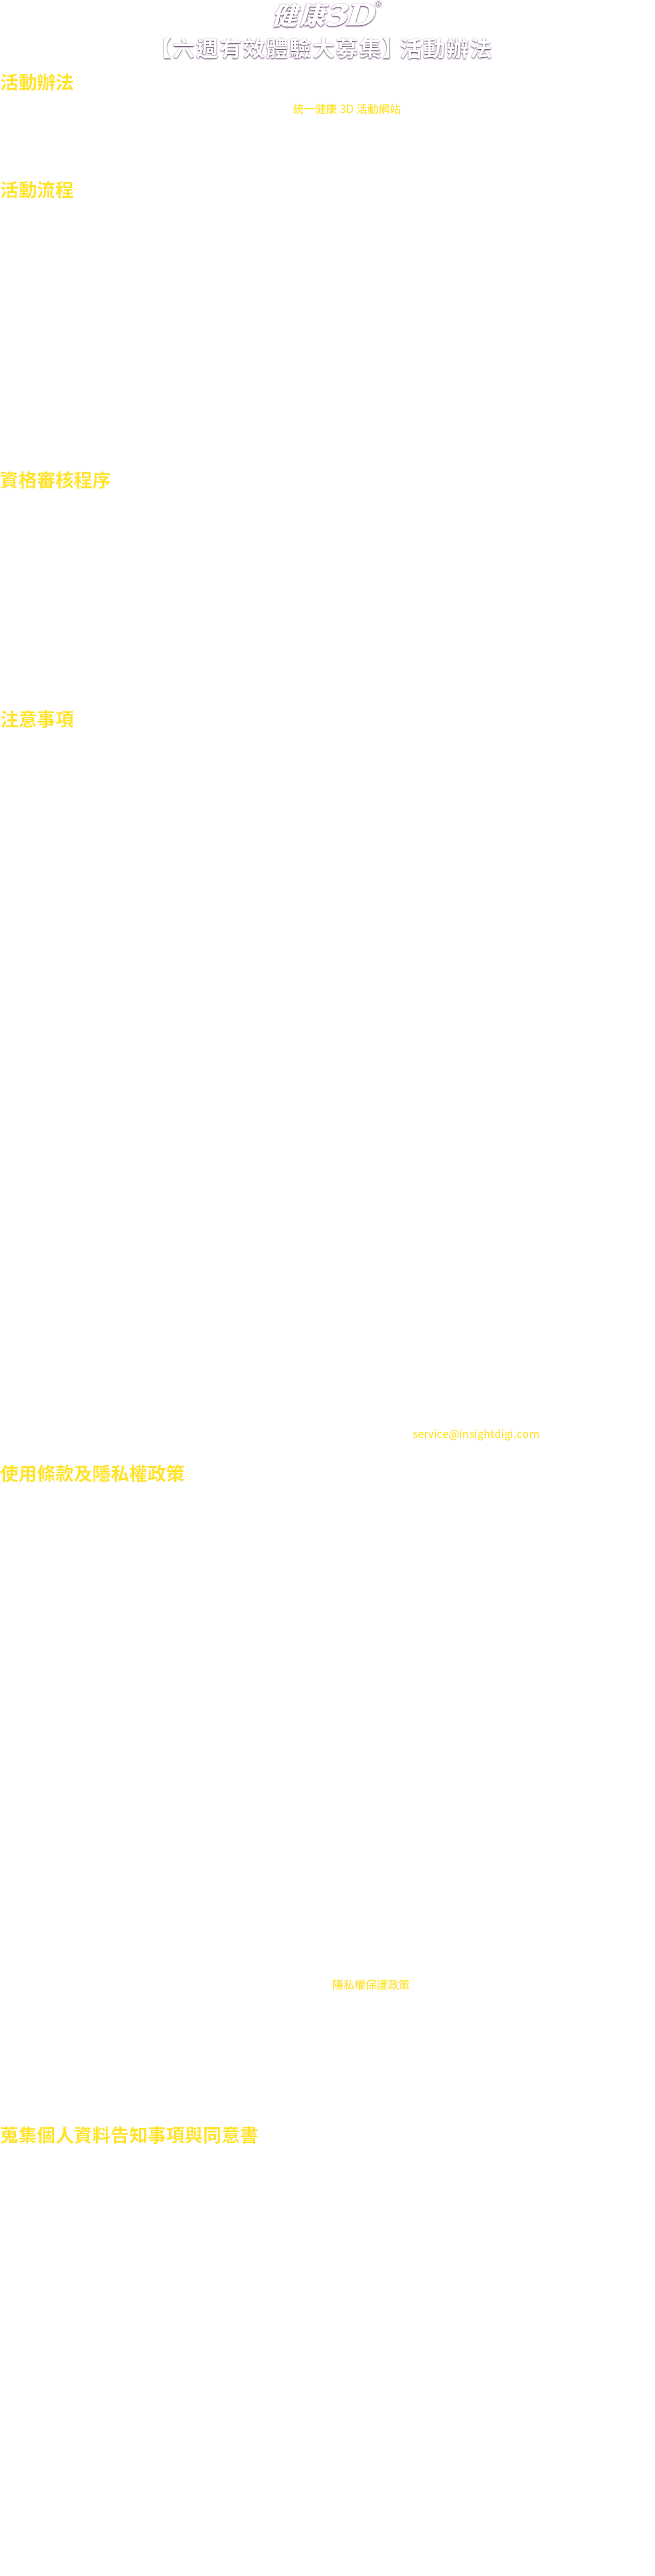 健康3D®
【六週有效體驗大募集】活動辦法
活動辦法
統一健康 3D 活動網站
活動流程
資格審核程序
注意事項
service@insightdigi.com
使用條款及隱私權政策
隱私權保護政策
蒐集個人資料告知事項與同意書